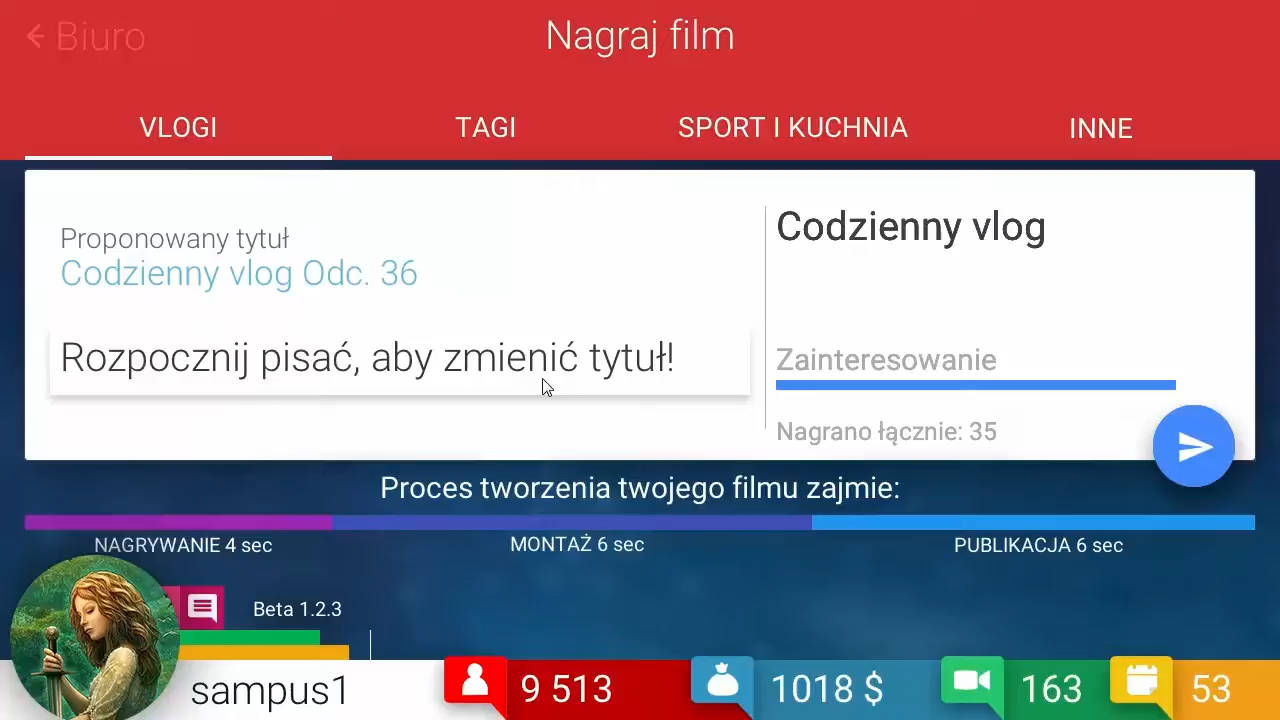 Biuro
Nagraj film
VLOGI
TAGI
SPORT I KUCHNIA
INNE
Proponowany tytuł
Codzienny vlog Odc. 36
Rozpocznij pisać, aby zmienić tytuł!
Codzienny vlog
Zainteresowanie
Nagrano łącznie: 35
Proces tworzenia twojego filmu zajmie:
NAGRYWANIE 4 sec
MONTAŻ 6 sec
PUBLIKACJA 6 sec
Beta 1.2.3
sampus1
9 513
1018 $
163
53